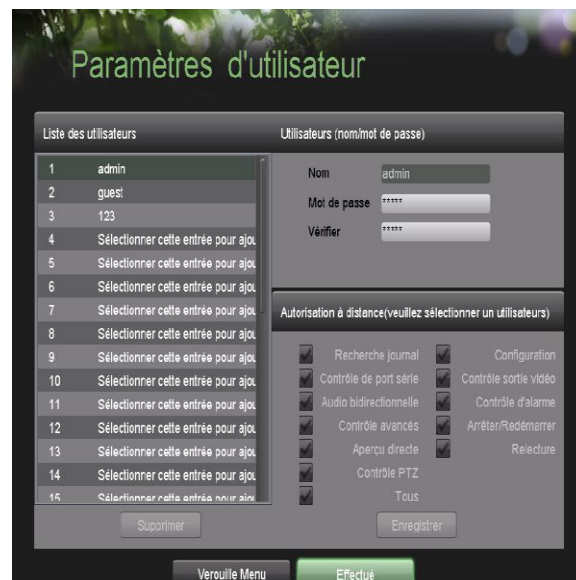 Paramètres d'utilisateur
Liste des utilisateurs
1 admin
2 guest
3 123
4 Sélectionner cette entrée pour ajou
5 Sélectionner cette entrée pour ajou
6 Sélectionner cette entrée pour ajou
7 Sélectionner cette entrée pour ajou
8 Sélectionner cette entrée pour ajou
9 Sélectionner cette entrée pour ajou
10 Sélectionner cette entrée pour ajou
11 Sélectionner cette entrée pour ajou
12 Sélectionner cette entrée pour ajou
13 Sélectionner cette entrée pour ajou
14 Sélectionner cette entrée pour ajou
15 Sélectionner cette entrée pour ajou
Supprimer
Utilisateurs (nom/mot de passe)
Nom admin
Mot de passe *****
Vérifier *****
Autorisation à distance(veuillez sélectionner un utilisateurs)
Recherche journal Configuration
Contrôle de port série Contrôle sortie vidéo
Audio bidirectionnelle Contrôle d'alarme
Contrôle avancés Arrêter/Redémarrer
Aperçu directe Relecture
Contrôle PTZ
Tous
Enregistrer
Verouille Menu Effectué